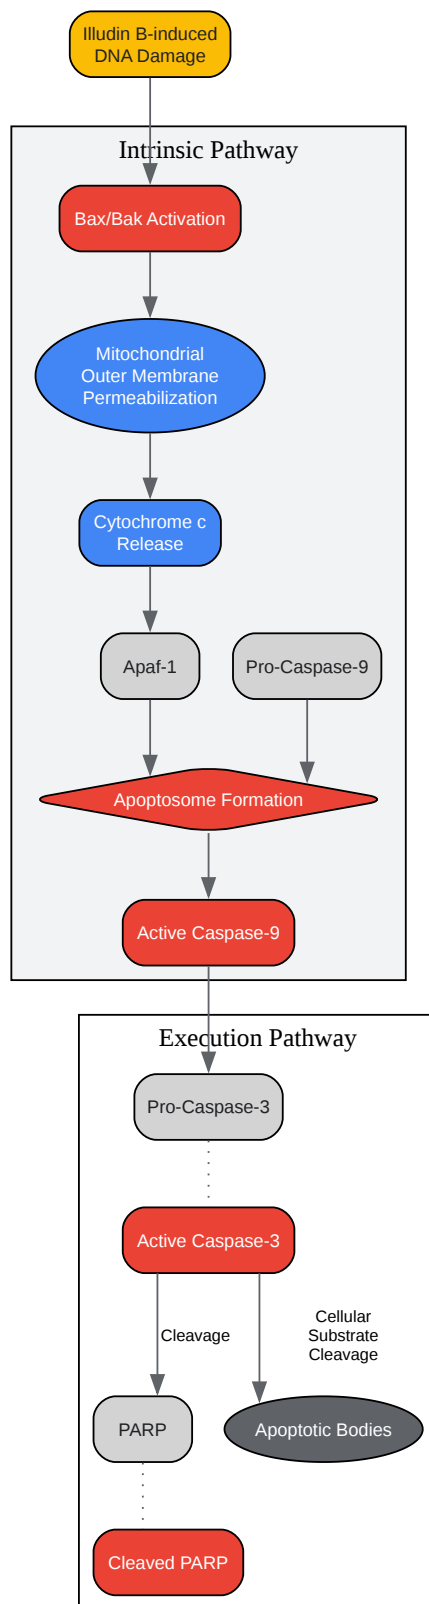 Illudin B-induced
DNA Damage
Intrinsic Pathway
Bax/Bak Activation
Mitochondrial
Outer Membrane
Permeabilization
Cytochrome c
Release
Apaf-1
Pro-Caspase-9
Apoptosome Formation
Active Caspase-9
Execution Pathway
Pro-Caspase-3
Active Caspase-3
Cleavage
Cellular
Substrate
Cleavage
PARP
Apoptotic Bodies
Cleaved PARP